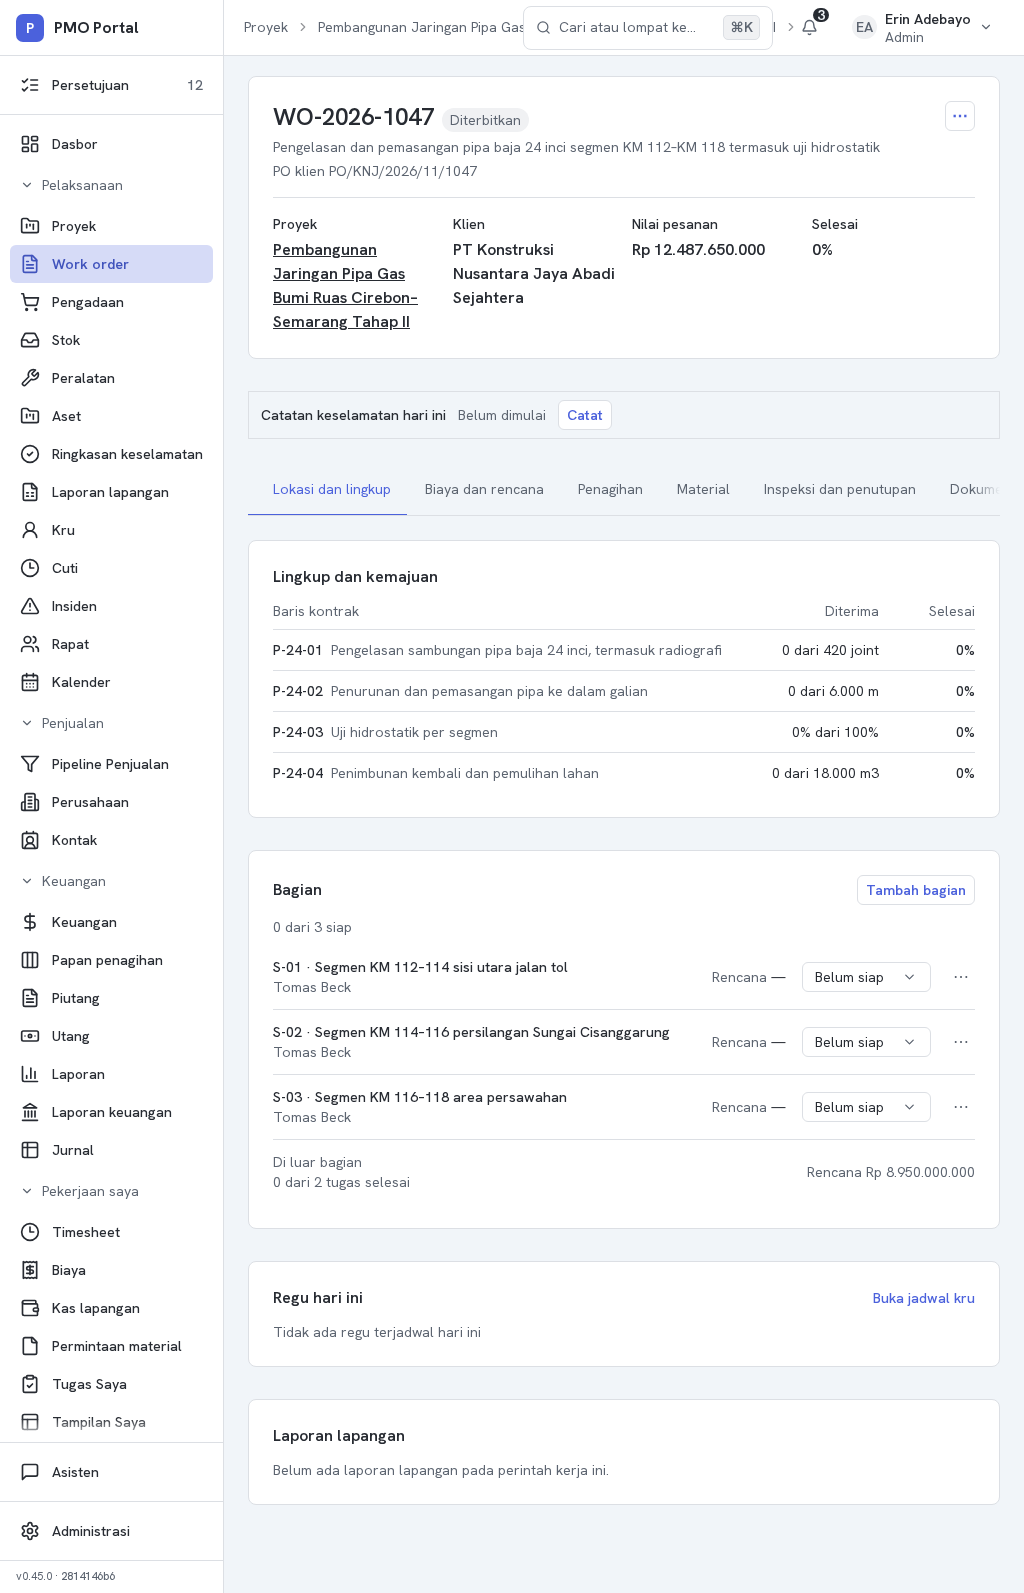 P PMO Portal
Persetujuan 12
Dasbor
Pelaksanaan
Proyek
Work order
Pengadaan
Stok
Peralatan
Aset
Ringkasan keselamatan
Laporan lapangan
Kru
Cuti
Insiden
Rapat
Kalender
Penjualan
Pipeline Penjualan
Perusahaan
Kontak
Keuangan
Keuangan
Papan penagihan
Piutang
Utang
Laporan
Laporan keuangan
Jurnal
Pekerjaan saya
Timesheet
Biaya
Kas lapangan
Permintaan material
Tugas Saya
Tampilan Saya
Asisten
Administrasi
v0.45.0 · 2814146b6
Proyek Pembangunan Jaringan Pipa Gas
Cari atau lompat ke... ⌘K
3
EA Erin Adebayo
Admin
WO-2026-1047 Diterbitkan
Pengelasan dan pemasangan pipa baja 24 inci segmen KM 112–KM 118 termasuk uji hidrostatik
PO klien PO/KNJ/2026/11/1047
Proyek Klien Nilai pesanan Selesai
Pembangunan PT Konstruksi Rp 12.487.650.000 0%
Jaringan Pipa Gas Nusantara Jaya Abadi
Bumi Ruas Cirebon– Sejahtera
Semarang Tahap II
Catatan keselamatan hari ini Belum dimulai Catat
Lokasi dan lingkup Biaya dan rencana Penagihan Material Inspeksi dan penutupan Dokume
Lingkup dan kemajuan
Baris kontrak Diterima Selesai
P-24-01 Pengelasan sambungan pipa baja 24 inci, termasuk radiografi 0 dari 420 joint 0%
P-24-02 Penurunan dan pemasangan pipa ke dalam galian 0 dari 6.000 m 0%
P-24-03 Uji hidrostatik per segmen 0% dari 100% 0%
P-24-04 Penimbunan kembali dan pemulihan lahan 0 dari 18.000 m3 0%
Bagian Tambah bagian
0 dari 3 siap
S-01 · Segmen KM 112–114 sisi utara jalan tol
Tomas Beck Rencana — Belum siap
S-02 · Segmen KM 114–116 persilangan Sungai Cisanggarung
Tomas Beck Rencana — Belum siap
S-03 · Segmen KM 116–118 area persawahan
Tomas Beck Rencana — Belum siap
Di luar bagian
0 dari 2 tugas selesai Rencana Rp 8.950.000.000
Regu hari ini Buka jadwal kru
Tidak ada regu terjadwal hari ini
Laporan lapangan
Belum ada laporan lapangan pada perintah kerja ini.